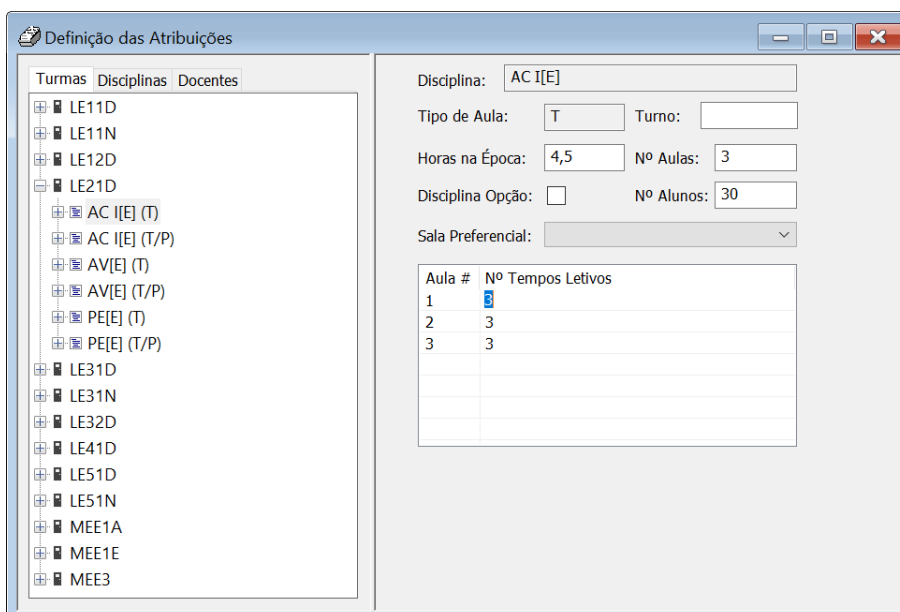 Definição das Atribuições
Turmas Disciplinas Docentes
LE11D
LE11N
LE12D
LE21D
AC I[E] (T)
AC I[E] (T/P)
AV[E] (T)
AV[E] (T/P)
PE[E] (T)
PE[E] (T/P)
LE31D
LE31N
LE32D
LE41D
LE51D
LE51N
MEE1A
MEE1E
MEE3
Disciplina: AC I[E]
Tipo de Aula: T Turno:
Horas na Época: 4,5 Nº Aulas: 3
Disciplina Opção: Nº Alunos: 30
Sala Preferencial:
Aula # Nº Tempos Letivos
1 3
2 3
3 3